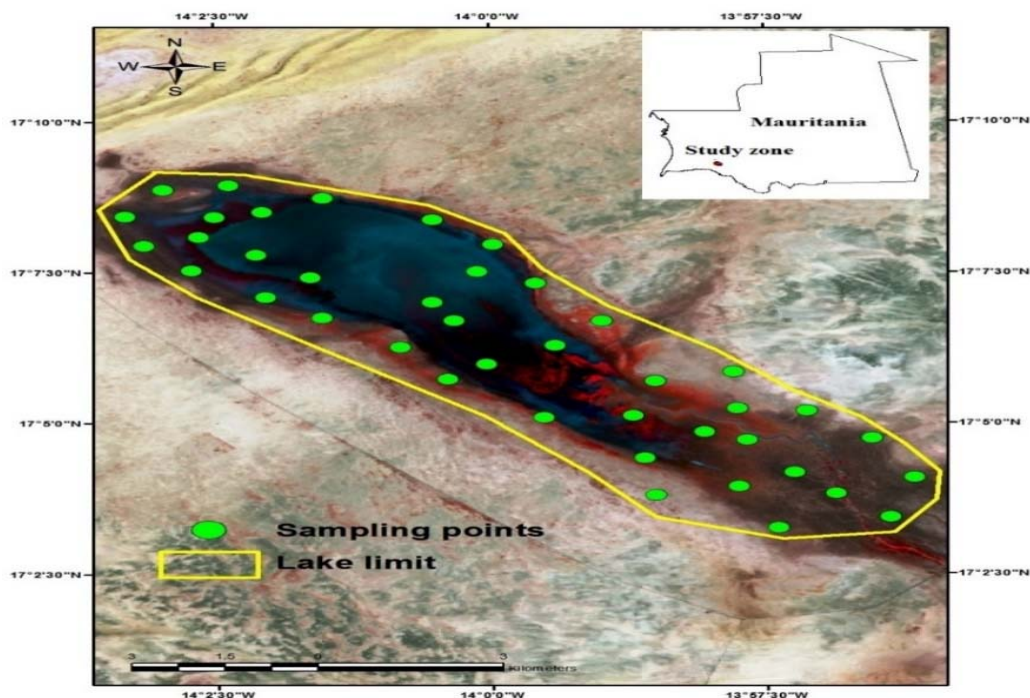 14°2'30"W 14°0'0"W 13°57'30"W
N
W E
S
17°10'0"N 17°10'0"N
Mauritania
Study zone
17°7'30"N 17°7'30"N
17°5'0"N 17°5'0"N
Sampling points
Lake limit
17°2'30"N 17°2'30"N
3 1.5 0 3
Kilometers
14°2'30"W 14°0'0"W 13°57'30"W